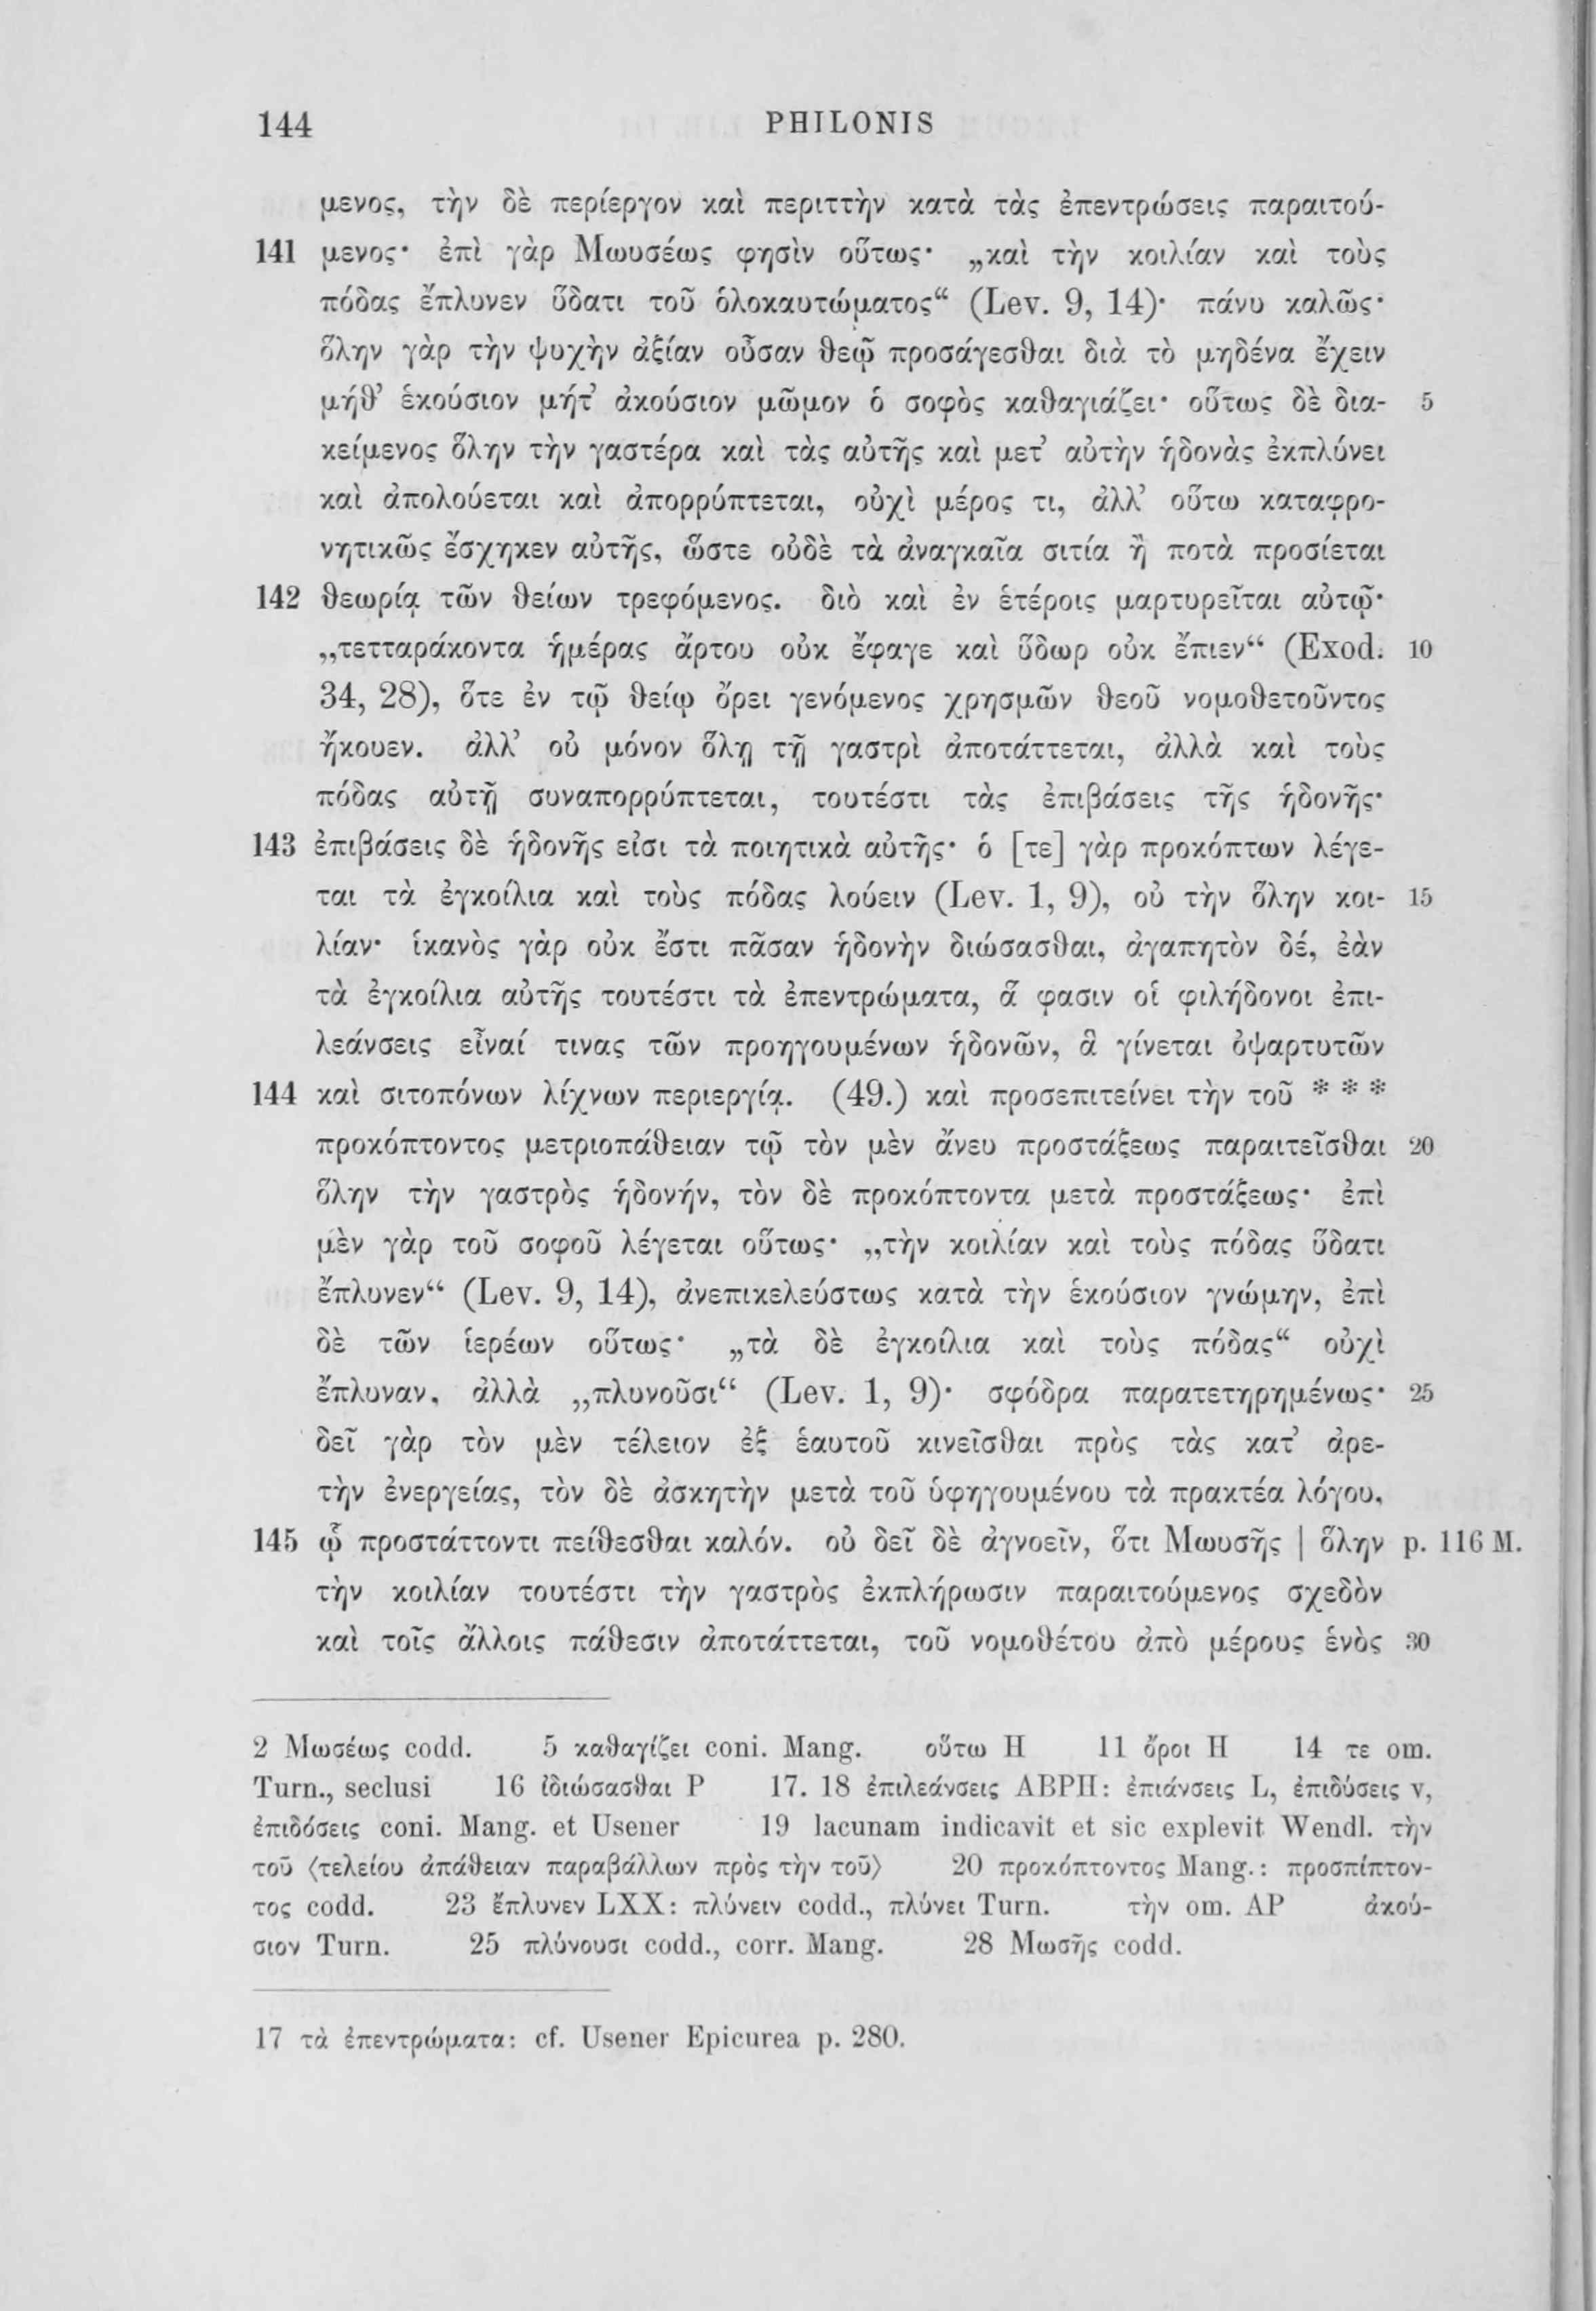 144 PHILONIS
μενος, τὴν δὲ περίεργον καὶ περιττὴν κατὰ τὰς ἐπεντρώσεις παραιτού-
141 μενος· ἐπὶ γὰρ Μωυσέως φησὶν οὕτως· „καὶ τὴν κοιλίαν καὶ τοὺς
πόδας ἔπλυνεν ὕδατι τοῦ ὁλοκαυτώματος“ (Lev. 9, 14)· πάνυ καλῶς·
ὅλην γὰρ τὴν ψυχὴν ἀξίαν οὖσαν θεῷ προσάγεσθαι διὰ τὸ μηδένα ἔχειν
μήθ’ ἑκούσιον μήτ’ ἀκούσιον μῶμον ὁ σοφὸς καθαγιάζει· οὕτως δὲ δια- 5
κείμενος ὅλην τὴν γαστέρα καὶ τὰς αὐτῆς καὶ μετ’ αὐτὴν ἡδονὰς ἐκπλύνει
καὶ ἀπολούεται καὶ ἀπορρύπτεται, οὐχὶ μέρος τι, ἀλλ’ οὕτω καταφρο-
νητικῶς ἔσχηκεν αὐτῆς, ὥστε οὐδὲ τὰ ἀναγκαῖα σιτία ἢ ποτὰ προσίεται
142 θεωρίᾳ τῶν θείων τρεφόμενος. διὸ καὶ ἐν ἑτέροις μαρτυρεῖται αὐτῷ·
„τετταράκοντα ἡμέρας ἄρτου οὐκ ἔφαγε καὶ ὕδωρ οὐκ ἔπιεν“ (Exod. 10
34, 28), ὅτε ἐν τῷ θείῳ ὄρει γενόμενος χρησμῶν θεοῦ νομοθετοῦντος
ἤκουεν. ἀλλ’ οὐ μόνον ὅλῃ τῇ γαστρὶ ἀποτάττεται, ἀλλὰ καὶ τοὺς
πόδας αὐτῇ συναπορρύπτεται, τουτέστι τὰς ἐπιβάσεις τῆς ἡδονῆς·
143 ἐπιβάσεις δὲ ἡδονῆς εἰσι τὰ ποιητικὰ αὐτῆς· ὁ [τε] γὰρ προκόπτων λέγε-
ται τὰ ἐγκοίλια καὶ τοὺς πόδας λούειν (Lev. 1, 9), οὐ τὴν ὅλην κοι- 15
λίαν· ἱκανὸς γὰρ οὐκ ἔστι πᾶσαν ἡδονὴν διώσασθαι, ἀγαπητὸν δέ, ἐὰν
τὰ ἐγκοίλια αὐτῆς τουτέστι τὰ ἐπεντρώματα, ἅ φασιν οἱ φιλήδονοι ἐπι-
λεάνσεις εἶναί τινας τῶν προηγουμένων ἡδονῶν, ἃ γίνεται ὀψαρτυτῶν
144 καὶ σιτοπόνων λίχνων περιεργίᾳ. (49.) καὶ προσεπιτείνει τὴν τοῦ * * *
προκόπτοντος μετριοπάθειαν τῷ τὸν μὲν ἄνευ προστάξεως παραιτεῖσθαι 20
ὅλην τὴν γαστρὸς ἡδονήν, τὸν δὲ προκόπτοντα μετὰ προστάξεως· ἐπὶ
μὲν γὰρ τοῦ σοφοῦ λέγεται οὕτως· „τὴν κοιλίαν καὶ τοὺς πόδας ὕδατι
ἔπλυνεν“ (Lev. 9, 14), ἀνεπικελεύστως κατὰ τὴν ἑκούσιον γνώμην, ἐπὶ
δὲ τῶν ἱερέων οὕτως· „τὰ δὲ ἐγκοίλια καὶ τοὺς πόδας“ οὐχὶ
ἔπλυναν, ἀλλὰ „πλυνοῦσι“ (Lev. 1, 9)· σφόδρα παρατετηρημένως· 25
δεῖ γὰρ τὸν μὲν τέλειον ἐξ ἑαυτοῦ κινεῖσθαι πρὸς τὰς κατ’ ἀρε-
τὴν ἐνεργείας, τὸν δὲ ἀσκητὴν μετὰ τοῦ ὑφηγουμένου τὰ πρακτέα λόγου,
145 ᾧ προστάττοντι πείθεσθαι καλόν. οὐ δεῖ δὲ ἀγνοεῖν, ὅτι Μωυσῆς | ὅλην p. 116 M.
τὴν κοιλίαν τουτέστι τὴν γαστρὸς ἐκπλήρωσιν παραιτούμενος σχεδὸν
καὶ τοῖς ἄλλοις πάθεσιν ἀποτάττεται, τοῦ νομοθέτου ἀπὸ μέρους ἑνὸς 30
2 Μωσέως codd. 5 καθαγίζει coni. Mang. οὕτω H 11 ὄροι H 14 τε om.
Turn., seclusi 16 ἰδιώσασθαι P 17. 18 ἐπιλεάνσεις ABPH: ἐπιάνσεις L, ἐπιδύσεις v,
ἐπιδόσεις coni. Mang. et Usener 19 lacunam indicavit et sic explevit Wendl. τὴν
τοῦ ⟨τελείου ἀπάθειαν παραβάλλων πρὸς τὴν τοῦ⟩ 20 προκόπτοντος Mang.: προσπίπτον-
τος codd. 23 ἔπλυνεν LXX: πλύνειν codd., πλύνει Turn. τὴν om. AP ἀκού-
σιον Turn. 25 πλύνουσι codd., corr. Mang. 28 Μωσῆς codd.
17 τὰ ἐπεντρώματα: cf. Usener Epicurea p. 280.